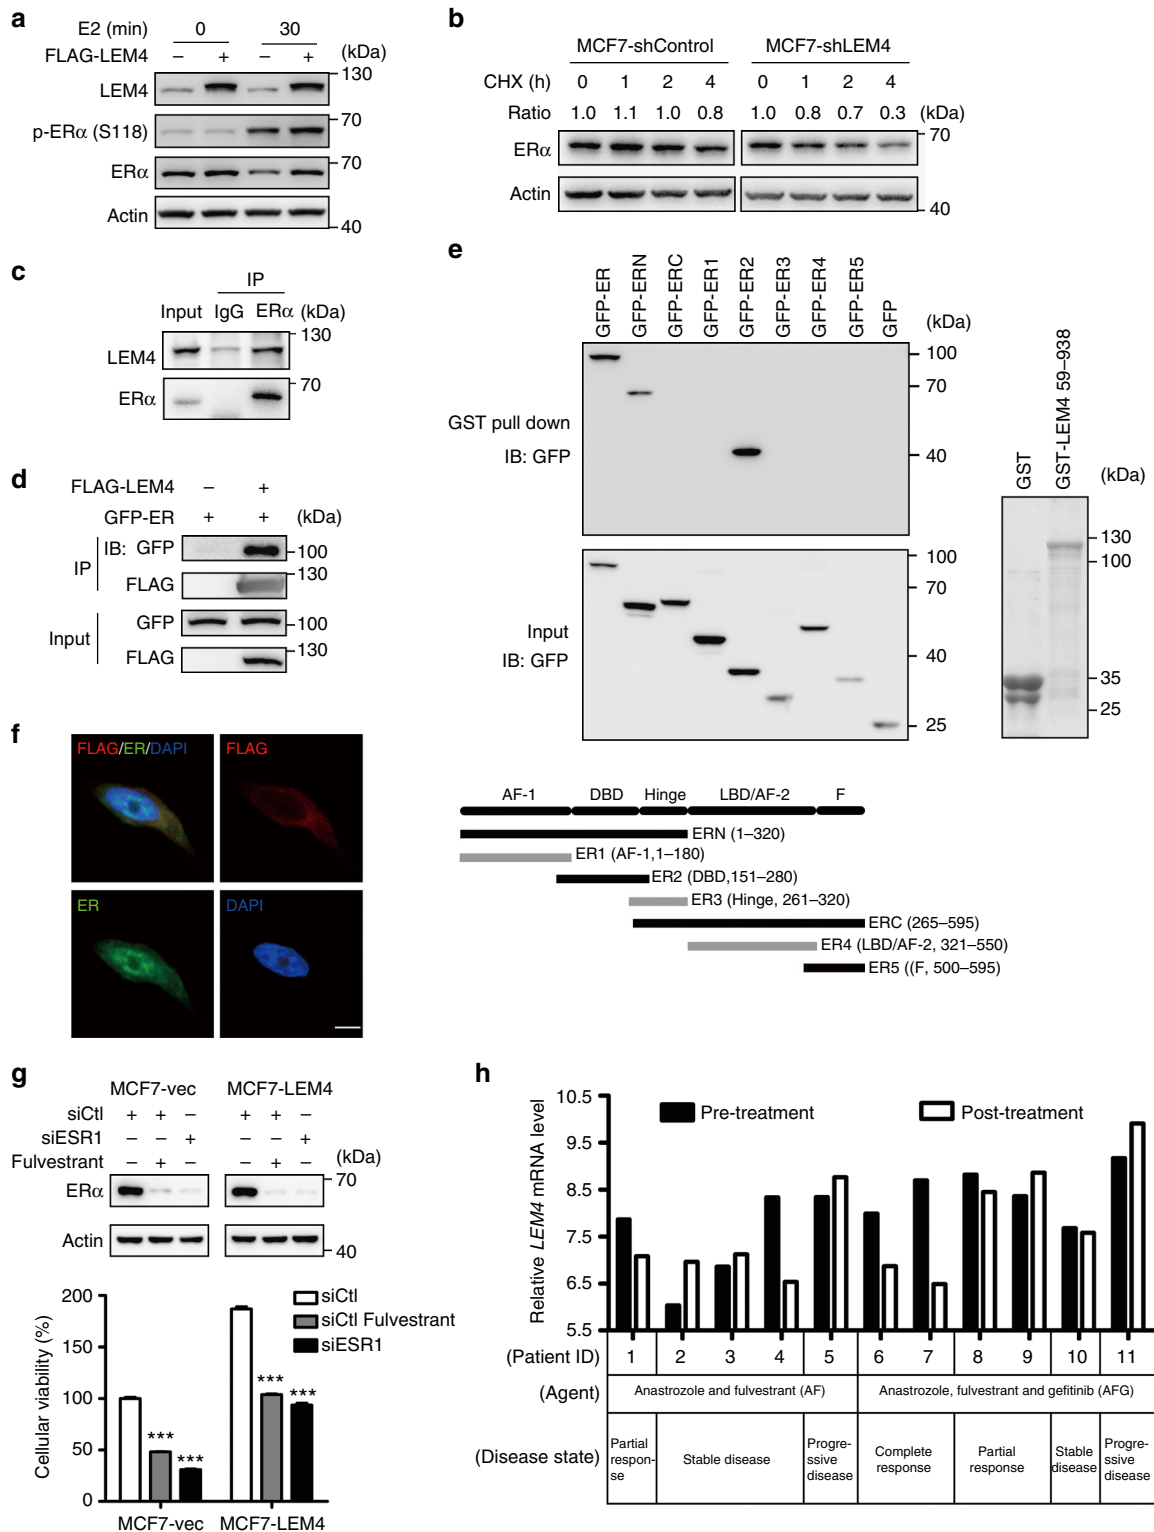 a
E2 (min) 0 30
FLAG-LEM4 – + – + (kDa)
LEM4 130
p-ERα (S118) 70
ERα 70
Actin 40
b
MCF7-shControl MCF7-shLEM4
CHX (h) 0 1 2 4 0 1 2 4
Ratio 1.0 1.1 1.0 0.8 1.0 0.8 0.7 0.3 (kDa)
ERα 70
Actin 40
c
IP
Input IgG ERα (kDa)
LEM4 130
ERα 70
d
FLAG-LEM4 – +
GFP-ER + + (kDa)
IP IB: GFP 100
FLAG 130
Input GFP 100
FLAG 130
e
GFP-ER GFP-ERN GFP-ERC GFP-ER1 GFP-ER2 GFP-ER3 GFP-ER4 GFP-ER5 GFP
(kDa)
GST pull down
IB: GFP
100
70
40
Input
IB: GFP
100
70
40
25
GST GST-LEM4 59–938 (kDa)
130
100
35
25
AF-1 DBD Hinge LBD/AF-2 F
ERN (1–320)
ER1 (AF-1,1–180)
ER2 (DBD,151–280)
ER3 (Hinge, 261–320)
ERC (265–595)
ER4 (LBD/AF-2, 321–550)
ER5 ((F, 500–595)
f
FLAG/ER/DAPI FLAG
ER DAPI
g
MCF7-vec MCF7-LEM4
siCtl + + – + + –
siESR1 – – + – – +
Fulvestrant – + – – + – (kDa)
ERα 70
Actin 40
Cellular viability (%)
200
150
100
50
0
siCtl
siCtl Fulvestrant
siESR1
*** *** *** ***
MCF7-vec MCF7-LEM4
h
Relative LEM4 mRNA level
10.5
9.5
8.5
7.5
6.5
5.5
Pre-treatment Post-treatment
(Patient ID) 1 2 3 4 5 6 7 8 9 10 11
(Agent) Anastrozole and fulvestrant (AF) Anastrozole, fulvestrant and gefitinib (AFG)
(Disease state)
Partial
respon-
se
Stable disease
Progre-
ssive
disease
Complete
response
Partial
response
Stable
disease
Progre-
ssive
disease